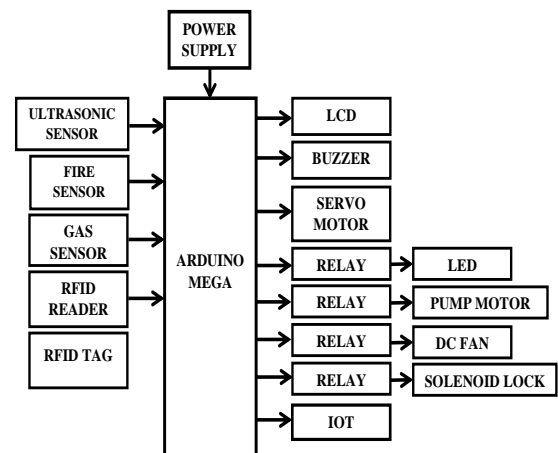 POWER
SUPPLY
ULTRASONIC
SENSOR
FIRE
SENSOR
GAS
SENSOR
RFID
READER
RFID TAG
ARDUINO
MEGA
LCD
BUZZER
SERVO
MOTOR
RELAY
LED
RELAY
PUMP MOTOR
RELAY
DC FAN
RELAY
SOLENOID LOCK
IOT